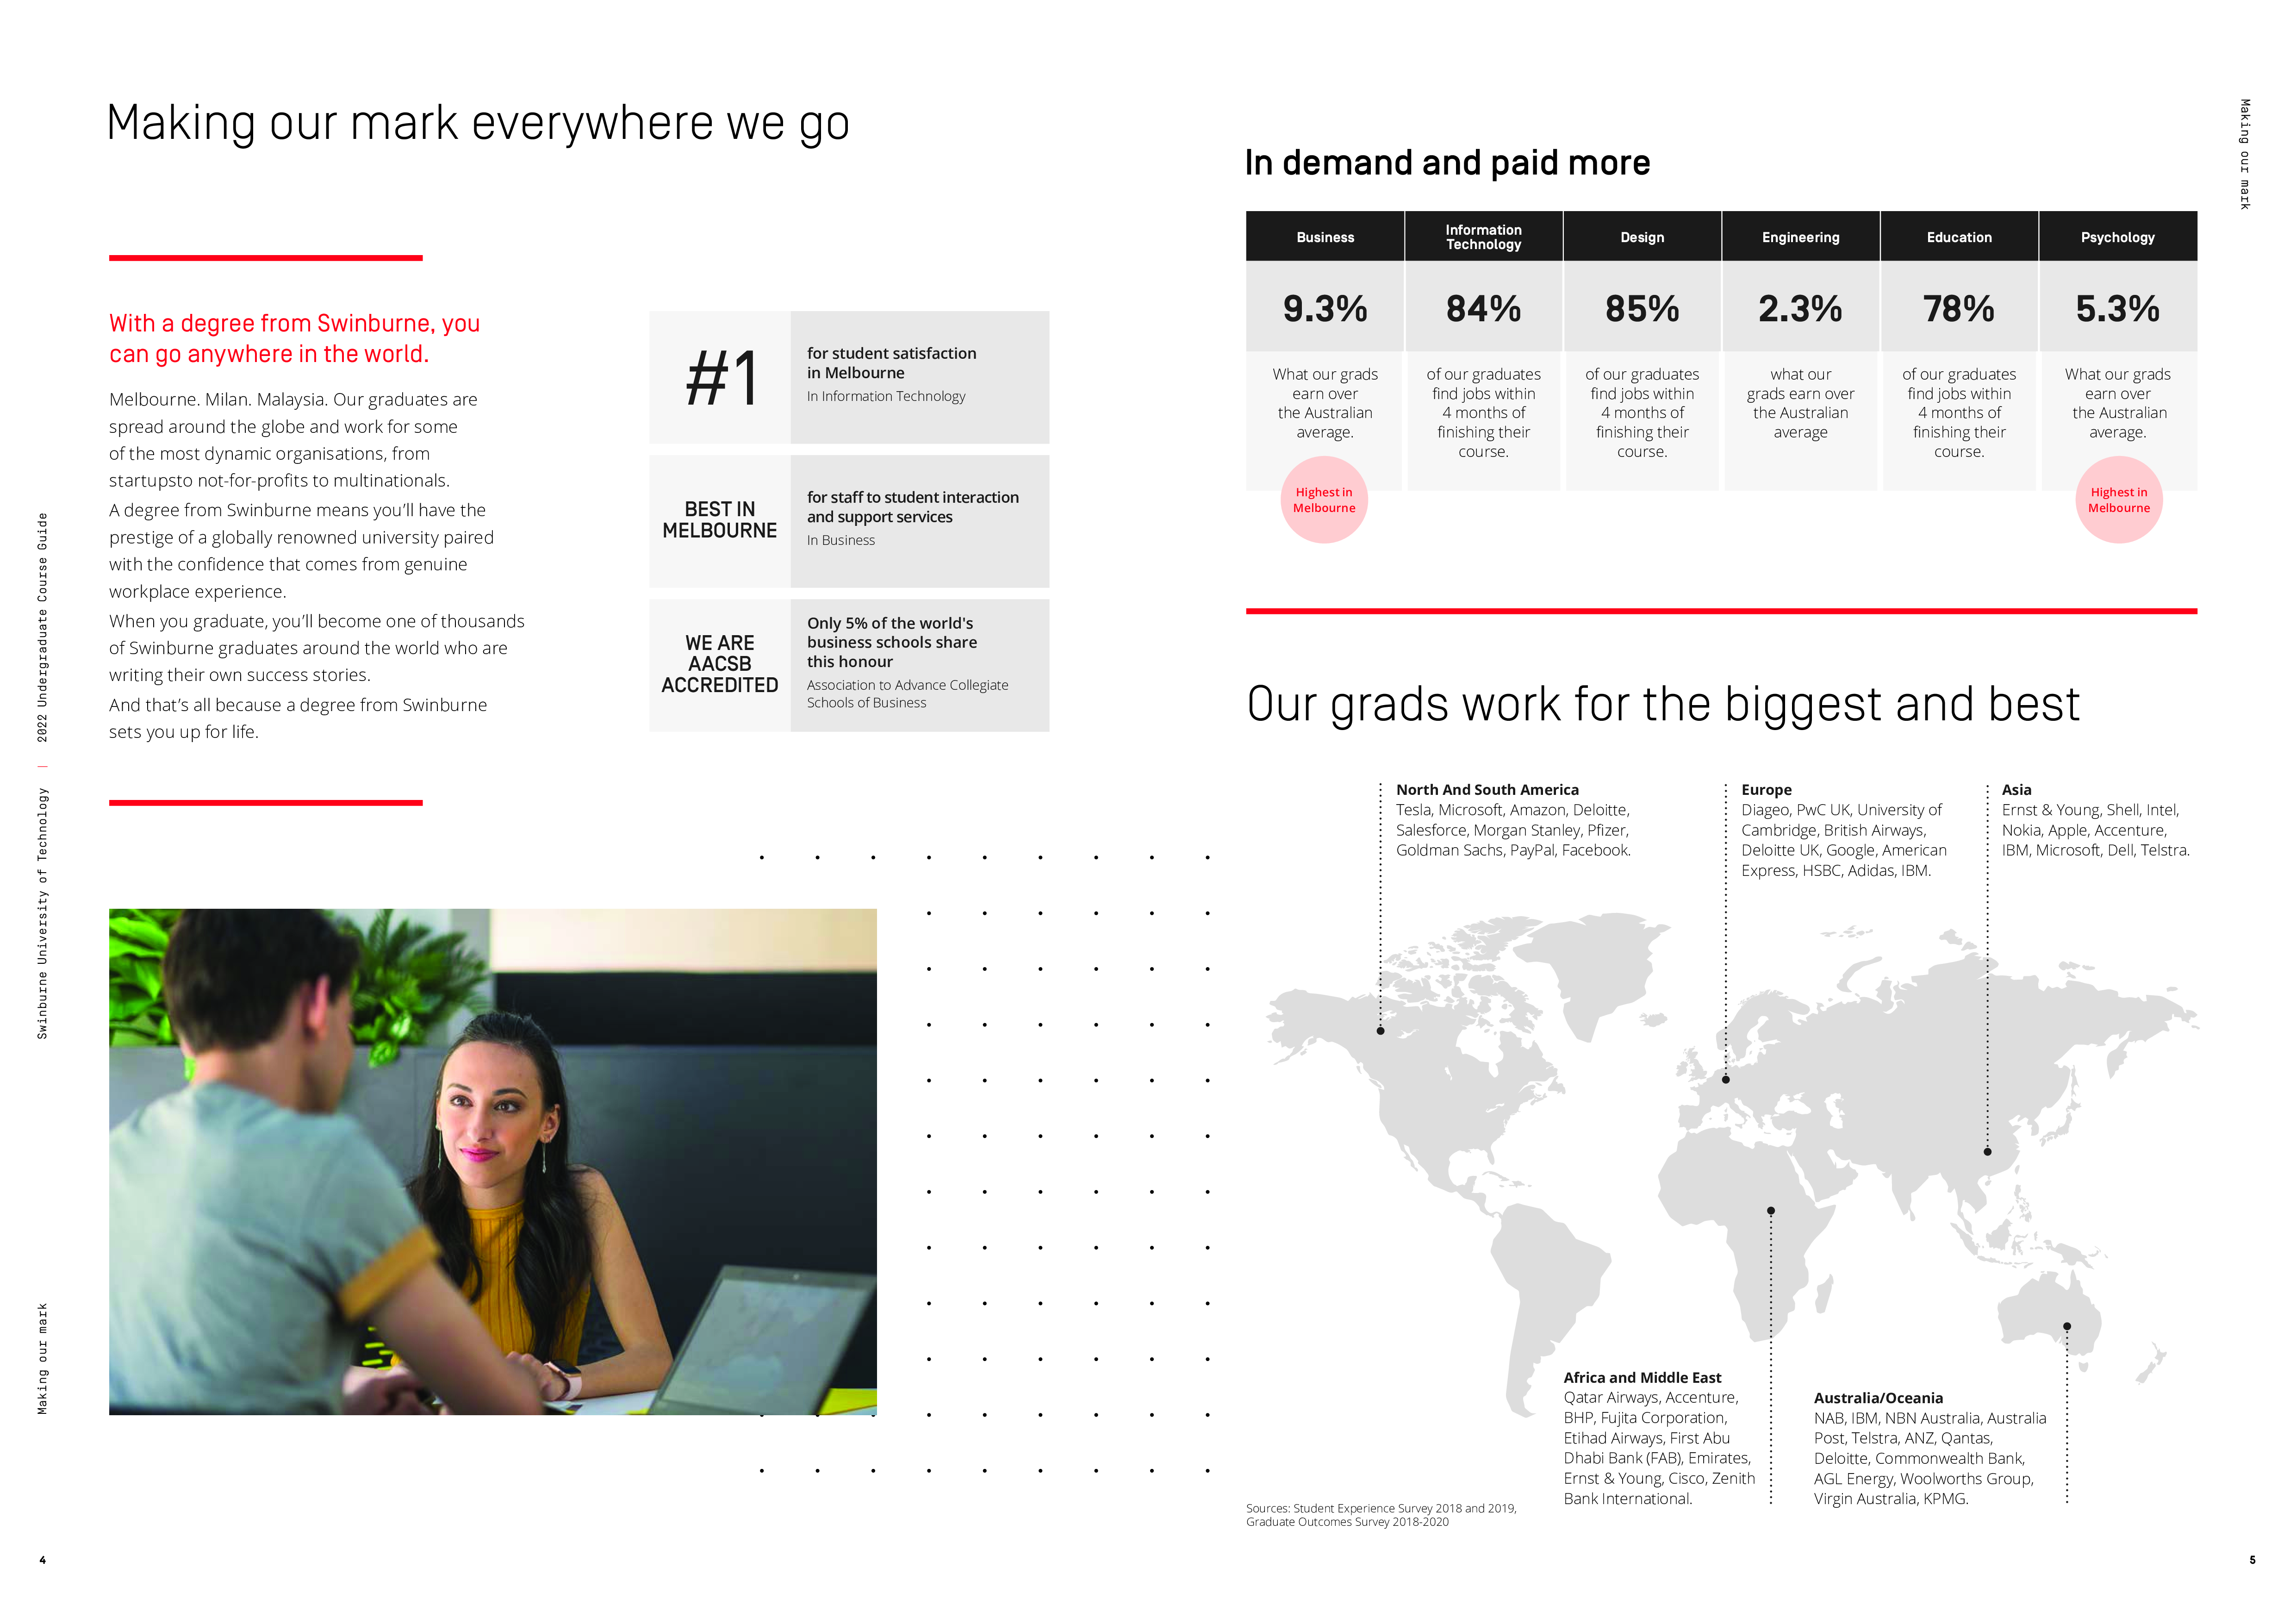 Making our mark everywhere we go
With a degree from Swinburne, you
can go anywhere in the world.
Melbourne. Milan. Malaysia. Our graduates are
spread around the globe and work for some
of the most dynamic organisations, from
startupsto not-for-profits to multinationals.
A degree from Swinburne means you’ll have the
prestige of a globally renowned university paired
with the confidence that comes from genuine
workplace experience.
When you graduate, you’ll become one of thousands
of Swinburne graduates around the world who are
writing their own success stories.
And that’s all because a degree from Swinburne
sets you up for life.
#1
for student satisfaction
in Melbourne
In Information Technology
BEST IN
MELBOURNE
for staff to student interaction
and support services
In Business
WE ARE
AACSB
ACCREDITED
Only 5% of the world's
business schools share
this honour
Association to Advance Collegiate
Schools of Business
Swinburne University of Technology | 2022 Undergraduate Course Guide
Making our mark
4
Making our mark
In demand and paid more
Business
9.3%
What our grads
earn over
the Australian
average.
Highest in
Melbourne
Information
Technology
84%
of our graduates
find jobs within
4 months of
finishing their
course.
Design
85%
of our graduates
find jobs within
4 months of
finishing their
course.
Engineering
2.3%
what our
grads earn over
the Australian
average
Education
78%
of our graduates
find jobs within
4 months of
finishing their
course.
Psychology
5.3%
What our grads
earn over
the Australian
average.
Highest in
Melbourne
Our grads work for the biggest and best
North And South America
Tesla, Microsoft, Amazon, Deloitte,
Salesforce, Morgan Stanley, Pfizer,
Goldman Sachs, PayPal, Facebook.
Europe
Diageo, PwC UK, University of
Cambridge, British Airways,
Deloitte UK, Google, American
Express, HSBC, Adidas, IBM.
Asia
Ernst & Young, Shell, Intel,
Nokia, Apple, Accenture,
IBM, Microsoft, Dell, Telstra.
Africa and Middle East
Qatar Airways, Accenture,
BHP, Fujita Corporation,
Etihad Airways, First Abu
Dhabi Bank (FAB), Emirates,
Ernst & Young, Cisco, Zenith
Bank International.
Australia/Oceania
NAB, IBM, NBN Australia, Australia
Post, Telstra, ANZ, Qantas,
Deloitte, Commonwealth Bank,
AGL Energy, Woolworths Group,
Virgin Australia, KPMG.
Sources: Student Experience Survey 2018 and 2019,
Graduate Outcomes Survey 2018-2020
5